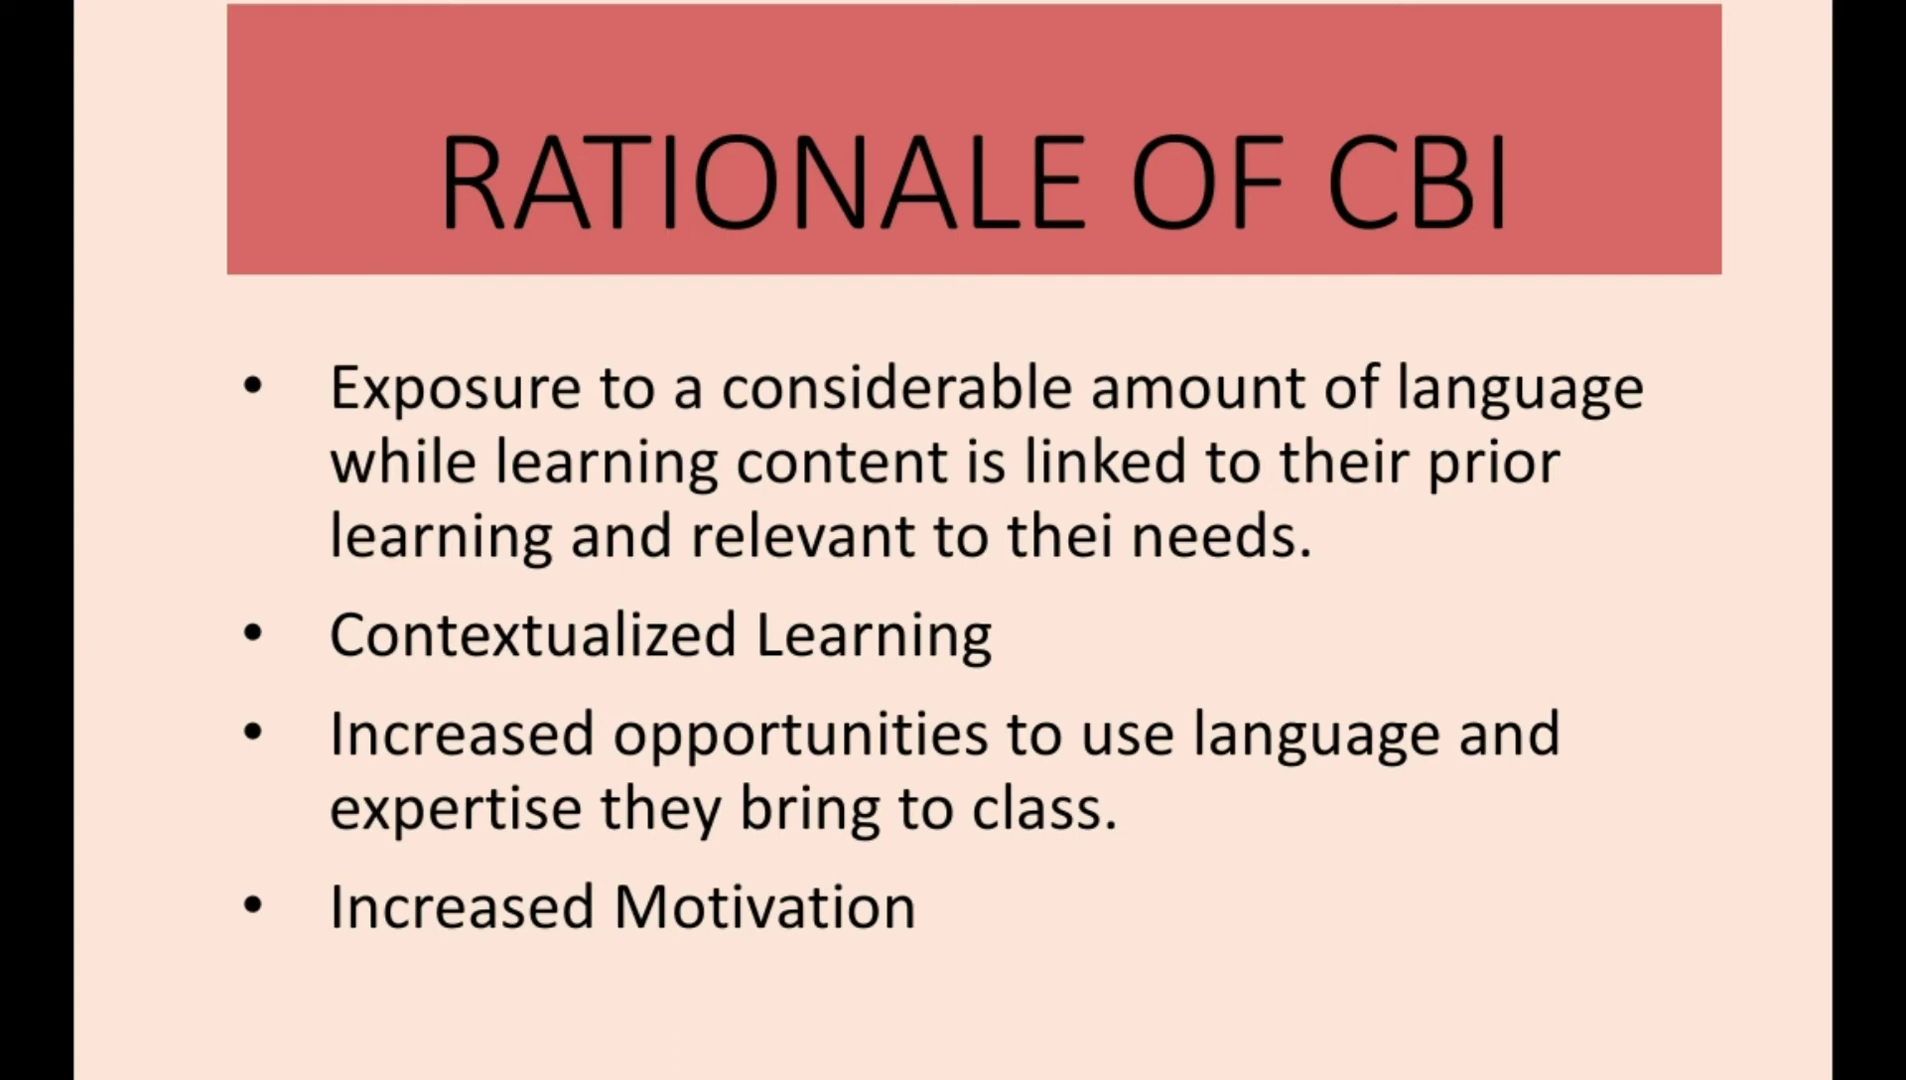 RATIONALE OF CBI
• Exposure to a considerable amount of language
while learning content is linked to their prior
learning and relevant to thei needs.
• Contextualized Learning
• Increased opportunities to use language and
expertise they bring to class.
• Increased Motivation